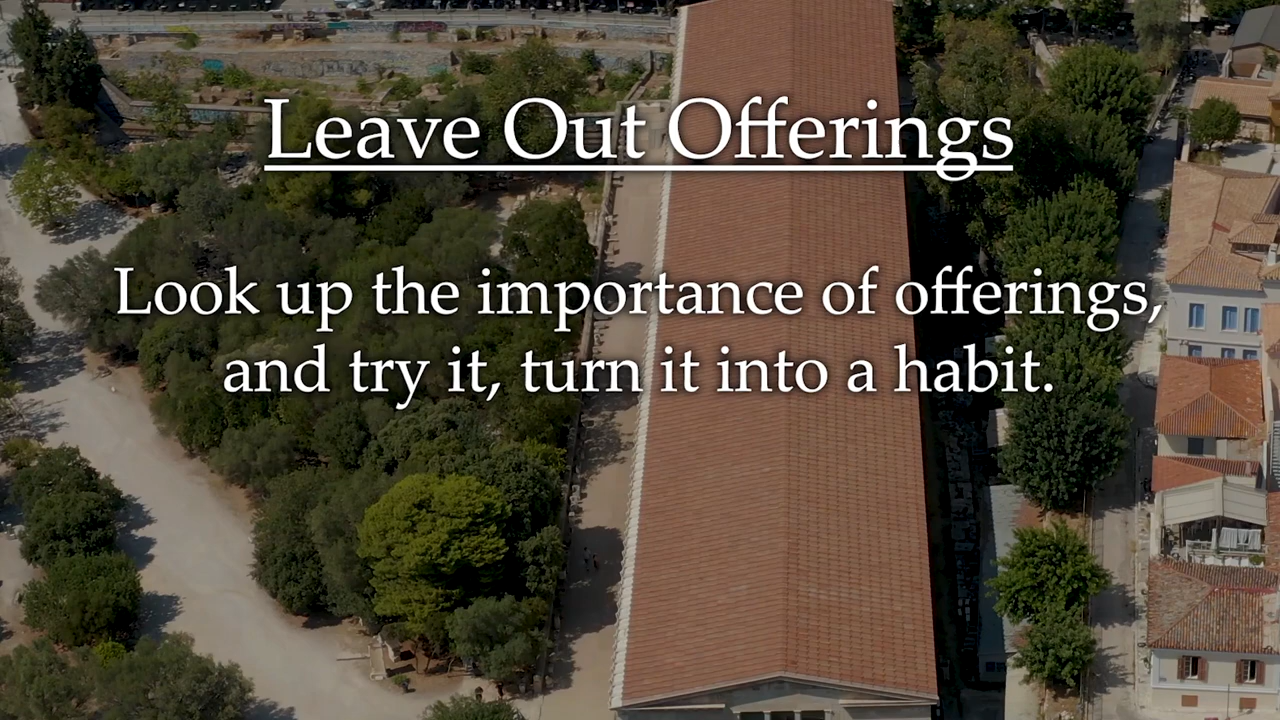 Leave Out Offerings
Look up the importance of offerings,
and try it, turn it into a habit.